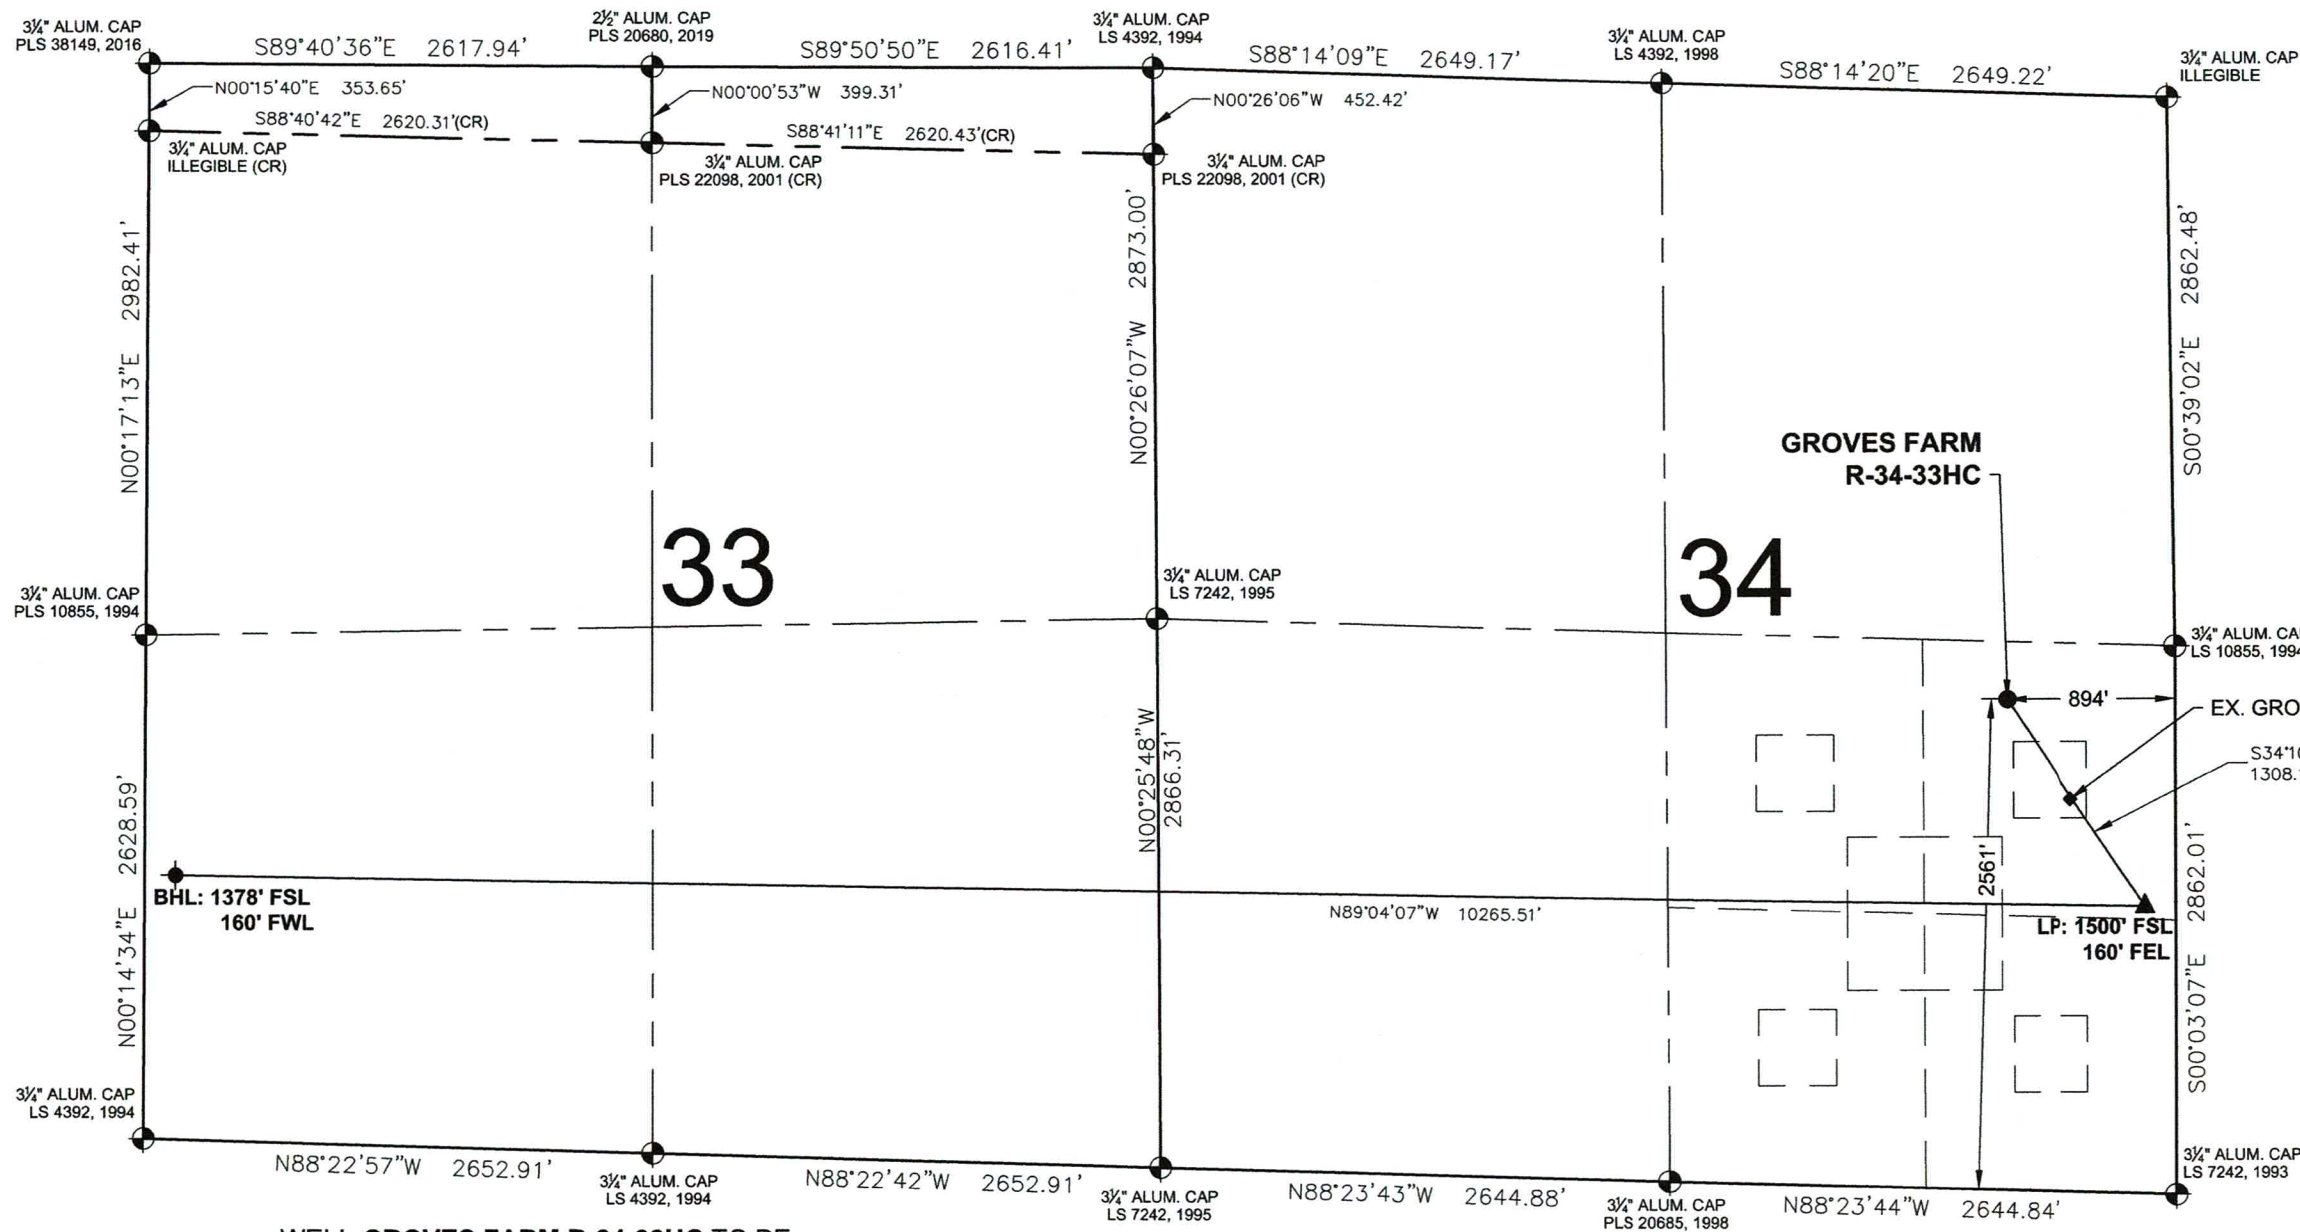 3¼" ALUM. CAP
PLS 38149, 2016
S89°40'36"E 2617.94'
2½" ALUM. CAP
PLS 20680, 2019
S89°50'50"E 2616.41'
3¼" ALUM. CAP
LS 4392, 1994
S88°14'09"E 2649.17'
3¼" ALUM. CAP
LS 4392, 1998
S88°14'20"E 2649.22'
3¼" ALUM. CAP
ILLEGIBLE
N00°15'40"E 353.65'
N00°00'53"W 399.31'
N00°26'06"W 452.42'
S88°40'42"E 2620.31'(CR)
S88°41'11"E 2620.43'(CR)
3¼" ALUM. CAP
ILLEGIBLE (CR)
3¼" ALUM. CAP
PLS 22098, 2001 (CR)
3¼" ALUM. CAP
PLS 22098, 2001 (CR)
N00°17'13"E 2982.41'
N00°26'07"W 2873.00'
S00°39'02"E 2862.48'
GROVES FARM
R-34-33HC
33
34
3¼" ALUM. CAP
PLS 10855, 1994
3¼" ALUM. CAP
LS 7242, 1995
3¼" ALUM. CA
LS 10855, 1994
894'
EX. GRO
S34°10
1308.
N00°14'34"E 2628.59'
N00°25'48"W
2866.31'
2561'
S00°03'07"E 2862.01'
BHL: 1378' FSL
160' FWL
N89°04'07"W 10265.51'
LP: 1500' FSL
160' FEL
3¼" ALUM. CAP
LS 4392, 1994
N88°22'57"W 2652.91'
3¼" ALUM. CAP
LS 4392, 1994
N88°22'42"W 2652.91'
3¼" ALUM. CAP
LS 7242, 1995
N88°23'43"W 2644.88'
3¼" ALUM. CAP
PLS 20685, 1998
N88°23'44"W 2644.84'
3¼" ALUM. CAP
LS 7242, 1993